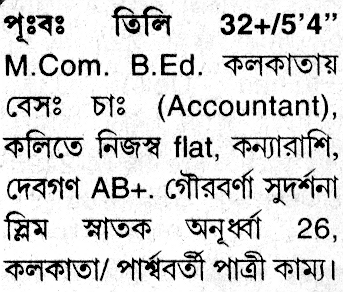 পূঃবঃ তিলি 32+/5'4"
M.Com. B.Ed. কলকাতায়
বেসঃ চাঃ (Accountant),
কলিতে নিজস্ব flat, কন্যারাশি,
দেবগণ AB+. গৌরবর্ণা সুদর্শনা
স্লিম স্নাতক অনূর্ধ্বা 26,
কলকাতা/ পার্শ্ববর্তী পাত্রী কাম্য।